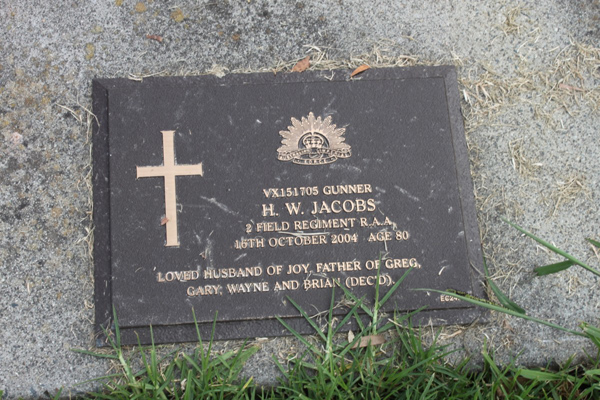 VX151705 GUNNER
H. W. JACOBS
2 FIELD REGIMENT R.A.A.
15TH OCTOBER 2004 AGE 80
LOVED HUSBAND OF JOY, FATHER OF GREG,
GARY, WAYNE AND BRIAN (DEC'D).